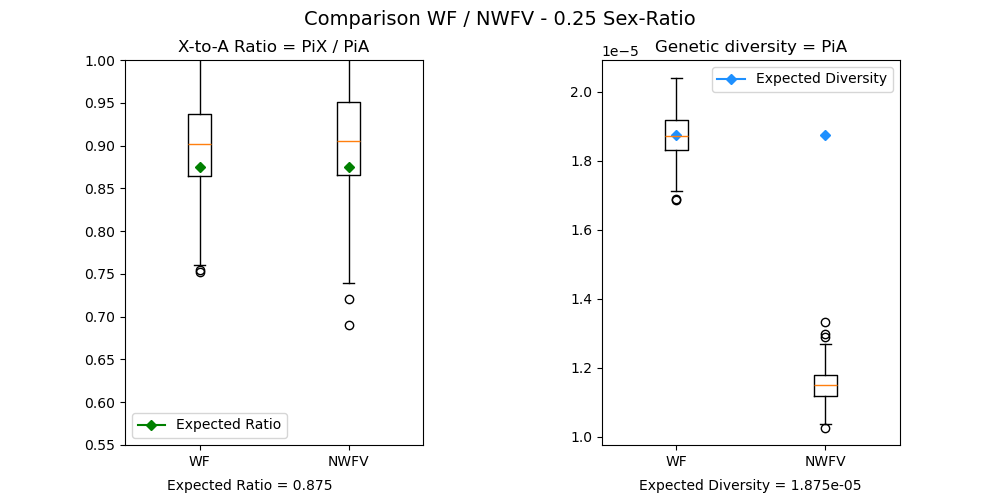 Comparison WF / NWFV - 0.25 Sex-Ratio
X-to-A Ratio = PiX / PiA
1.00
0.95
0.90
0.85
0.80
0.75
0.70
0.65
0.60
0.55
Expected Ratio
WF NWFV
Expected Ratio = 0.875
Genetic diversity = PiA
1e−5
2.0
1.8
1.6
1.4
1.2
1.0
Expected Diversity
WF NWFV
Expected Diversity = 1.875e-05